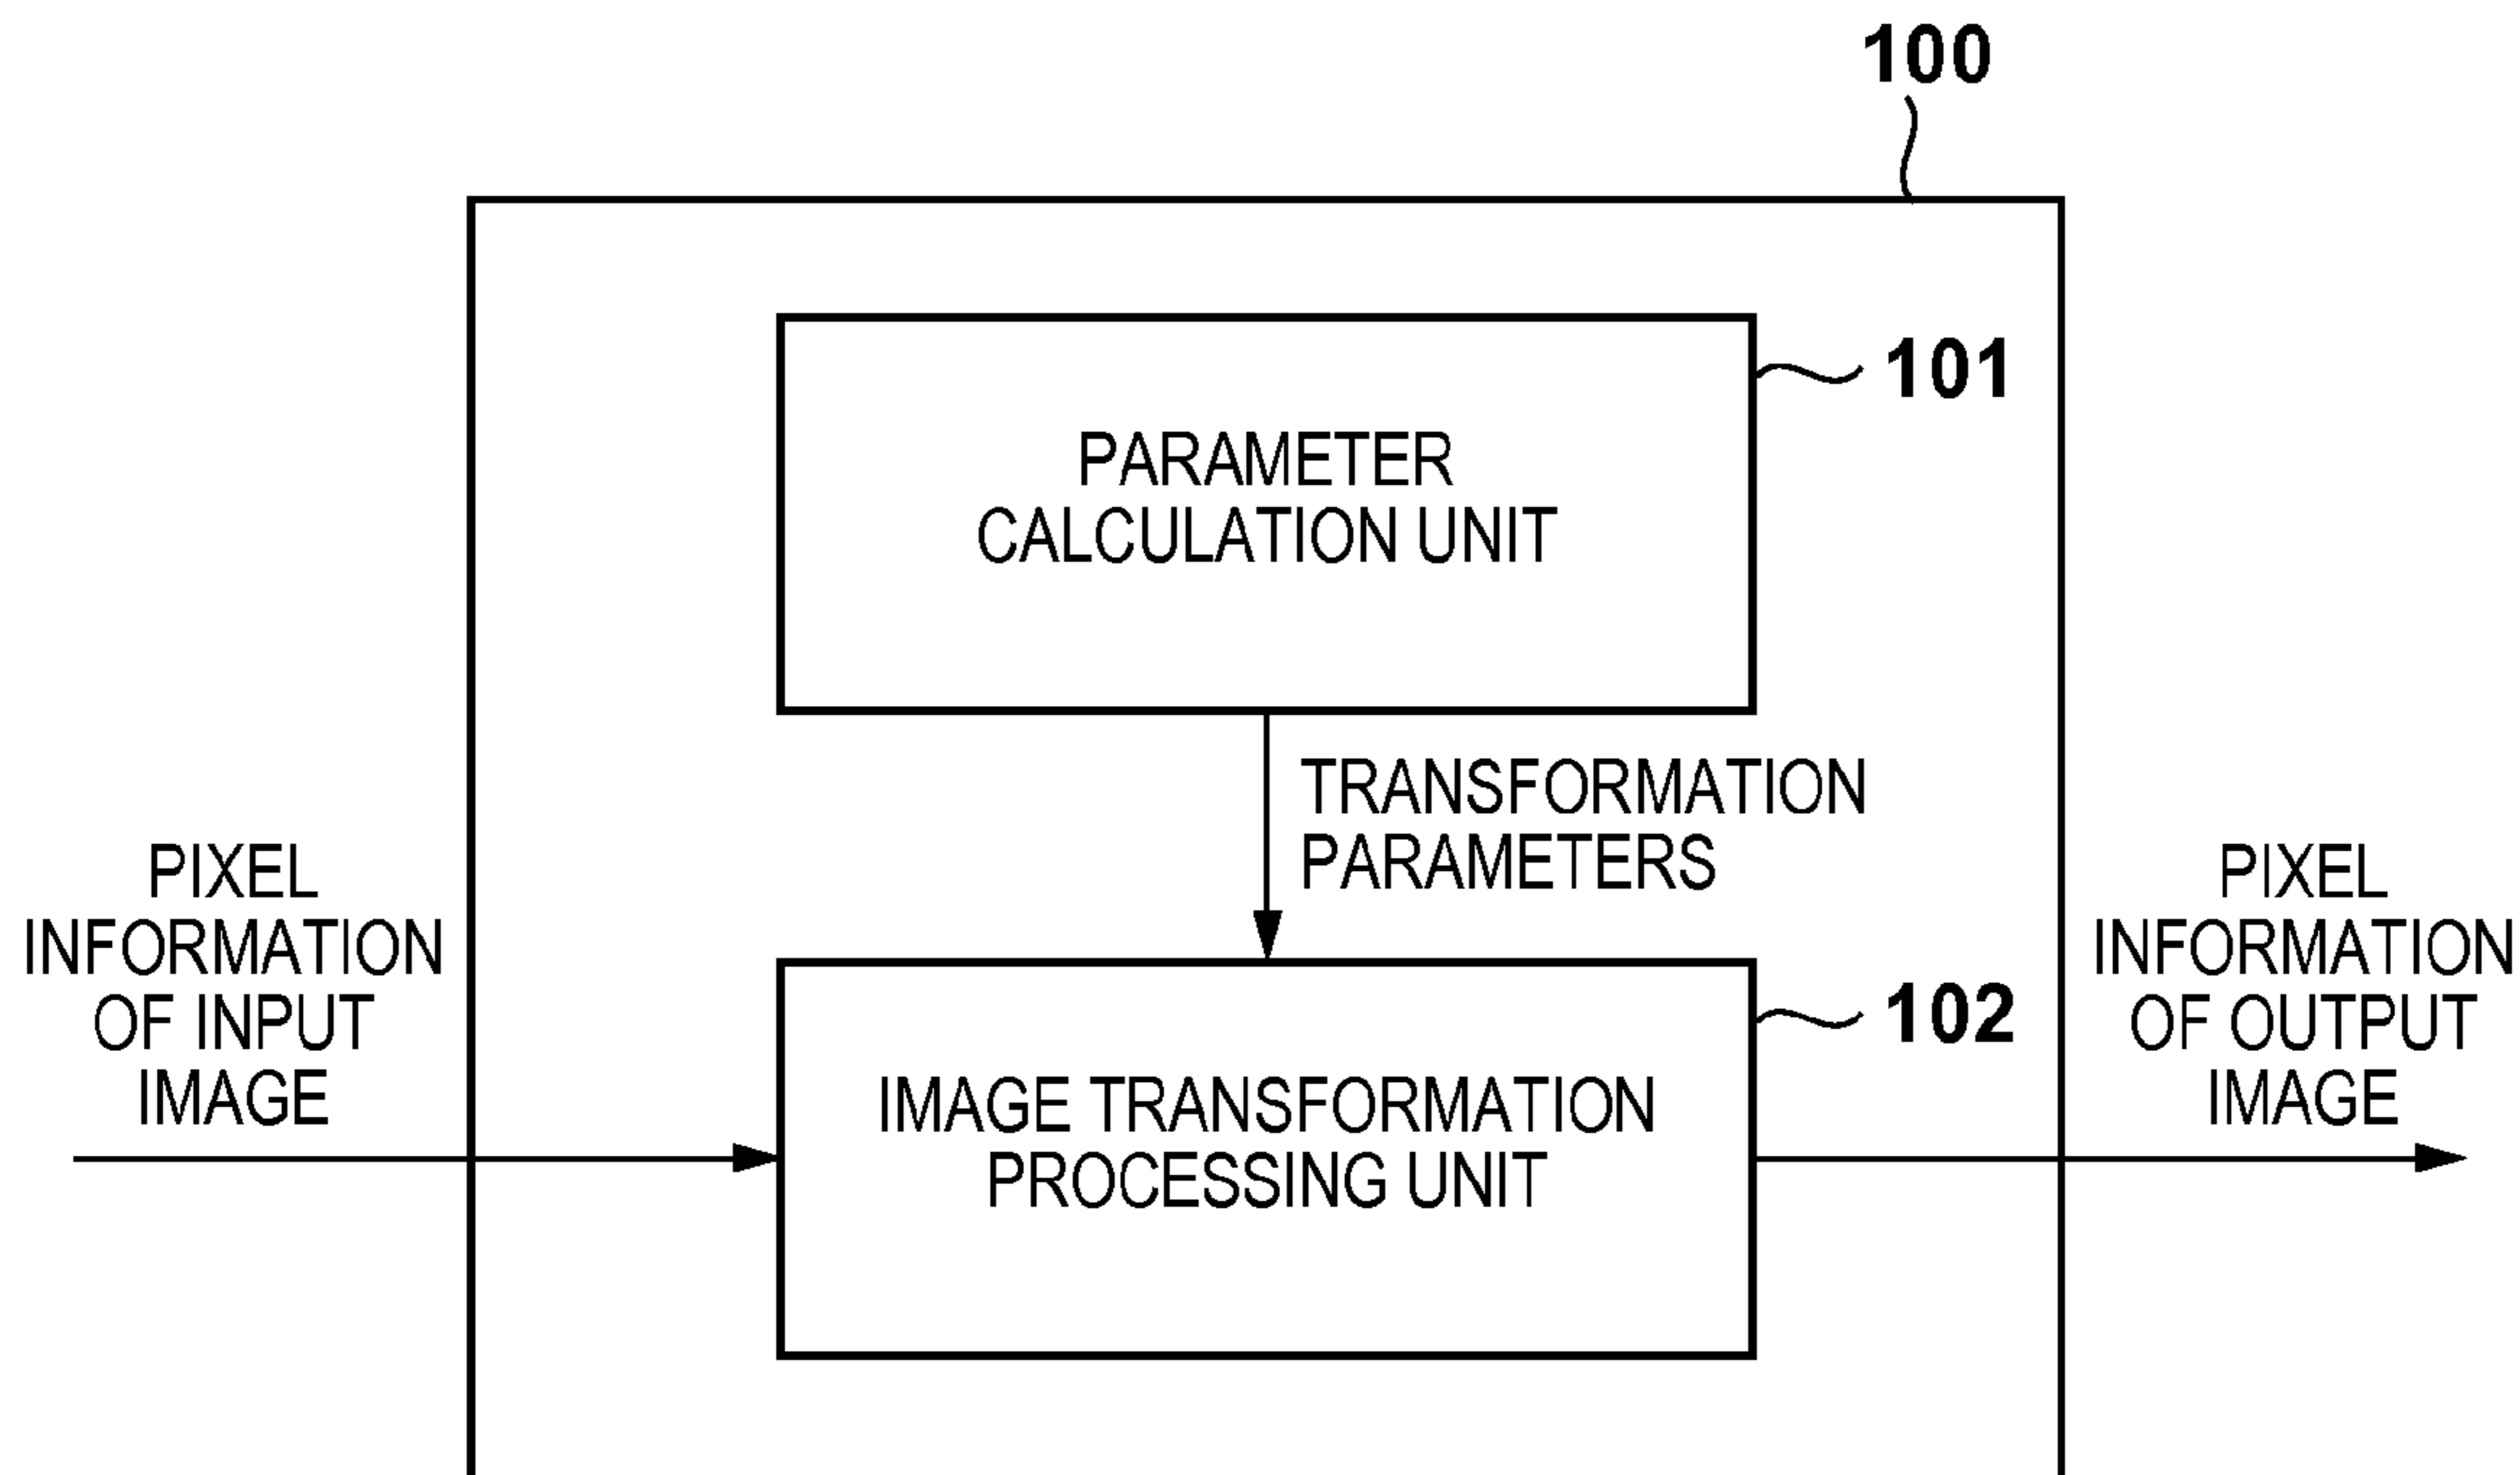 100
101
PARAMETER
CALCULATION UNIT
TRANSFORMATION
PARAMETERS
PIXEL
INFORMATION
OF INPUT
IMAGE
PIXEL
INFORMATION
OF OUTPUT
IMAGE
102
IMAGE TRANSFORMATION
PROCESSING UNIT